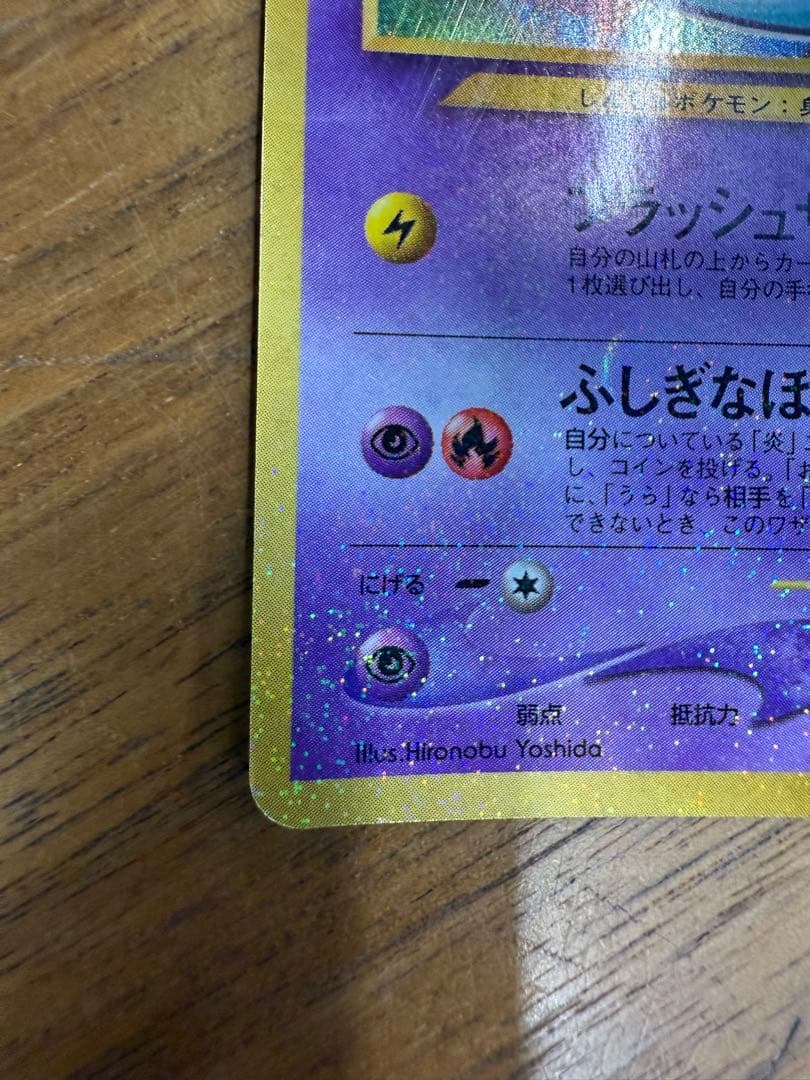 ポケモン：
ラッシュ
自分の山札の上からカー
1枚選び出し、自分の手
ふしぎなほ
自分についている「炎」
し、コインを投げる。「お
に、「うら」なら相手を「
できないとき、このワザ
にげる
弱点 抵抗力
Illus.Hironobu Yoshida